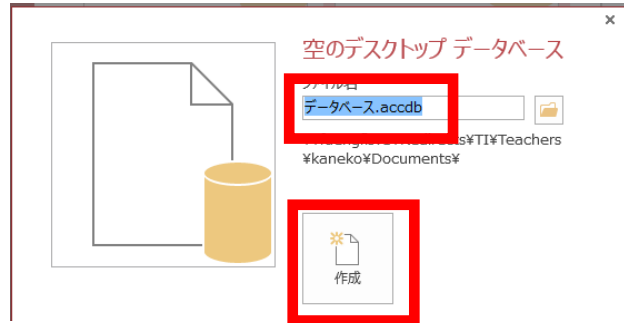 空のデスクトップ データベース
ファイル名
データベース.accdb
¥TI¥Teachers
¥kaneko¥Documents¥
作成